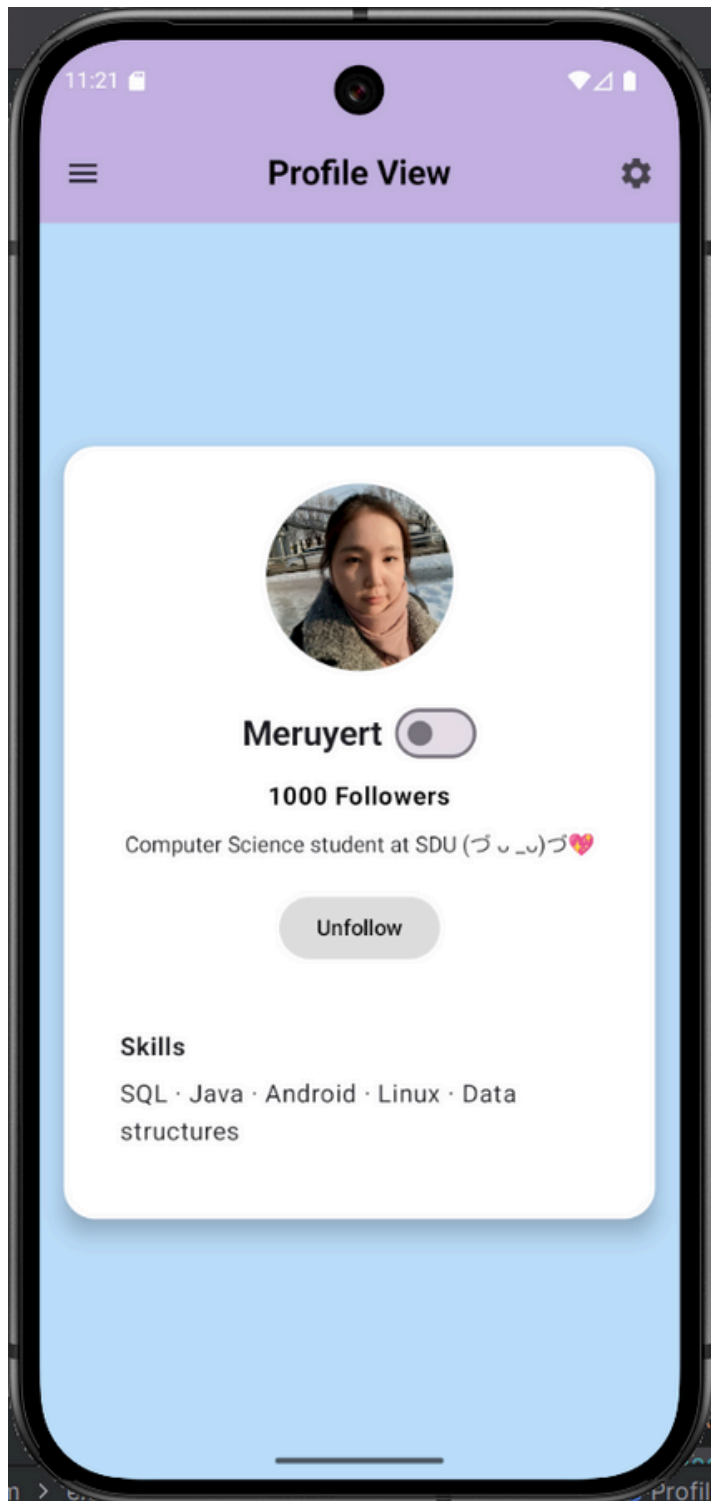 11:21
Profile View
Meruyert
1000 Followers
Computer Science student at SDU (づ ᴗ _ᴗ)づ💖
Unfollow
Skills
SQL · Java · Android · Linux · Data
structures
Profil